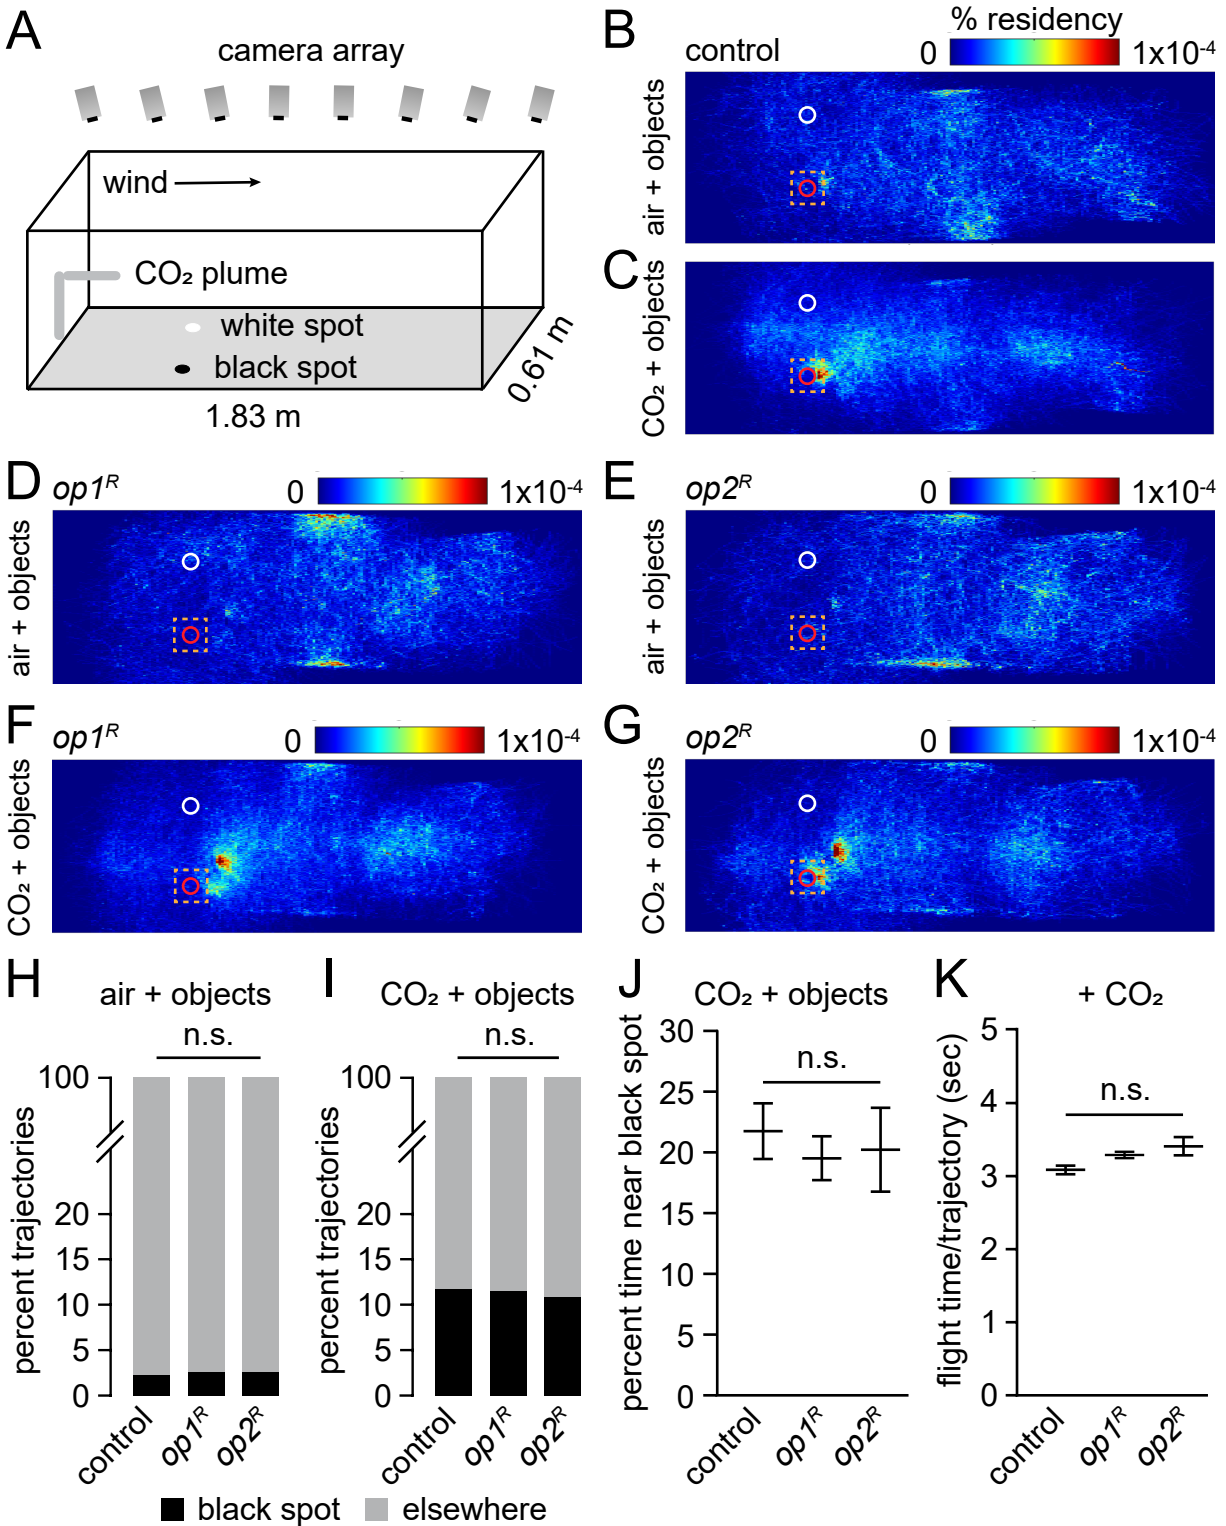 A
camera array
wind
CO₂ plume
white spot
black spot
1.83 m
0.61 m
B
control
% residency
0
1x10⁻⁴
air + objects
C
CO₂ + objects
D
op1ᴿ
0
1x10⁻⁴
air + objects
E
op2ᴿ
0
1x10⁻⁴
air + objects
F
op1ᴿ
0
1x10⁻⁴
CO₂ + objects
G
op2ᴿ
0
1x10⁻⁴
CO₂ + objects
H
air + objects
n.s.
percent trajectories
100
20
15
10
5
0
control
op1ᴿ
op2ᴿ
I
CO₂ + objects
n.s.
percent trajectories
100
20
15
10
5
0
control
op1ᴿ
op2ᴿ
black spot
elsewhere
J
CO₂ + objects
n.s.
percent time near black spot
30
25
20
15
10
5
0
control
op1ᴿ
op2ᴿ
K
+ CO₂
n.s.
flight time/trajectory (sec)
5
4
3
2
1
0
control
op1ᴿ
op2ᴿ